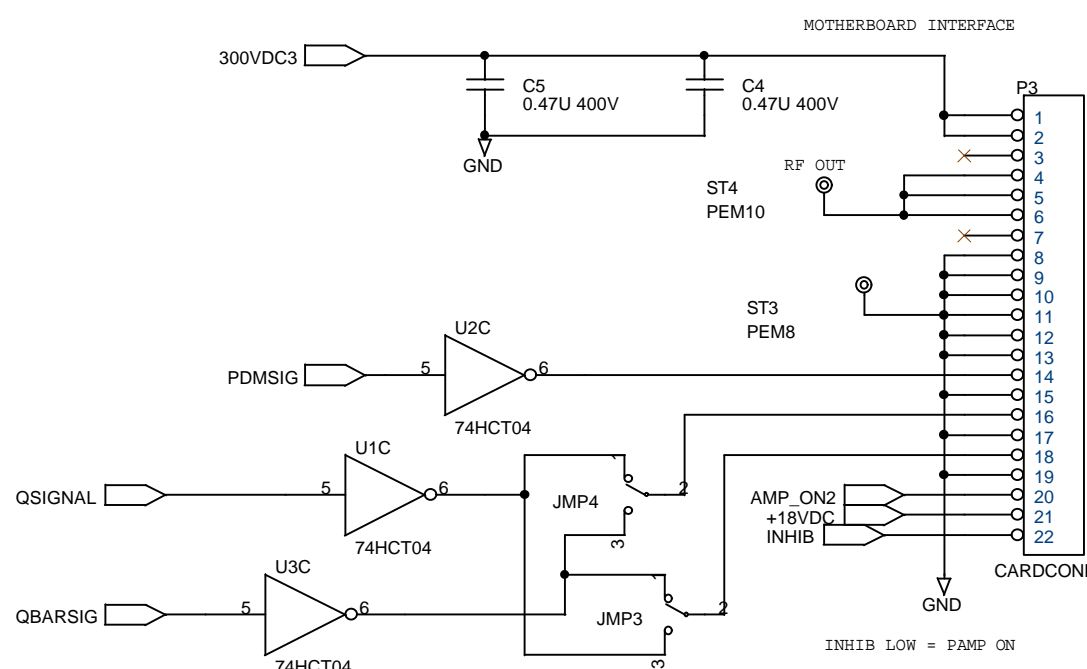 MOTHERBOARD INTERFACE
300VDC3
C5
0.47U 400V
C4
0.47U 400V
GND
P3
1
2
3
4
5
6
7
8
9
10
11
12
13
14
15
16
17
18
19
20
21
22
RF OUT
ST4
PEM10
ST3
PEM8
U2C
PDMSIG
5
6
74HCT04
U1C
QSIGNAL
5
6
74HCT04
JMP4
2
3
AMP_ON2
+18VDC
INHIB
U3C
QBARSIG
5
6
74HCT04
JMP3
2
3
GND
INHIB LOW = PAMP ON